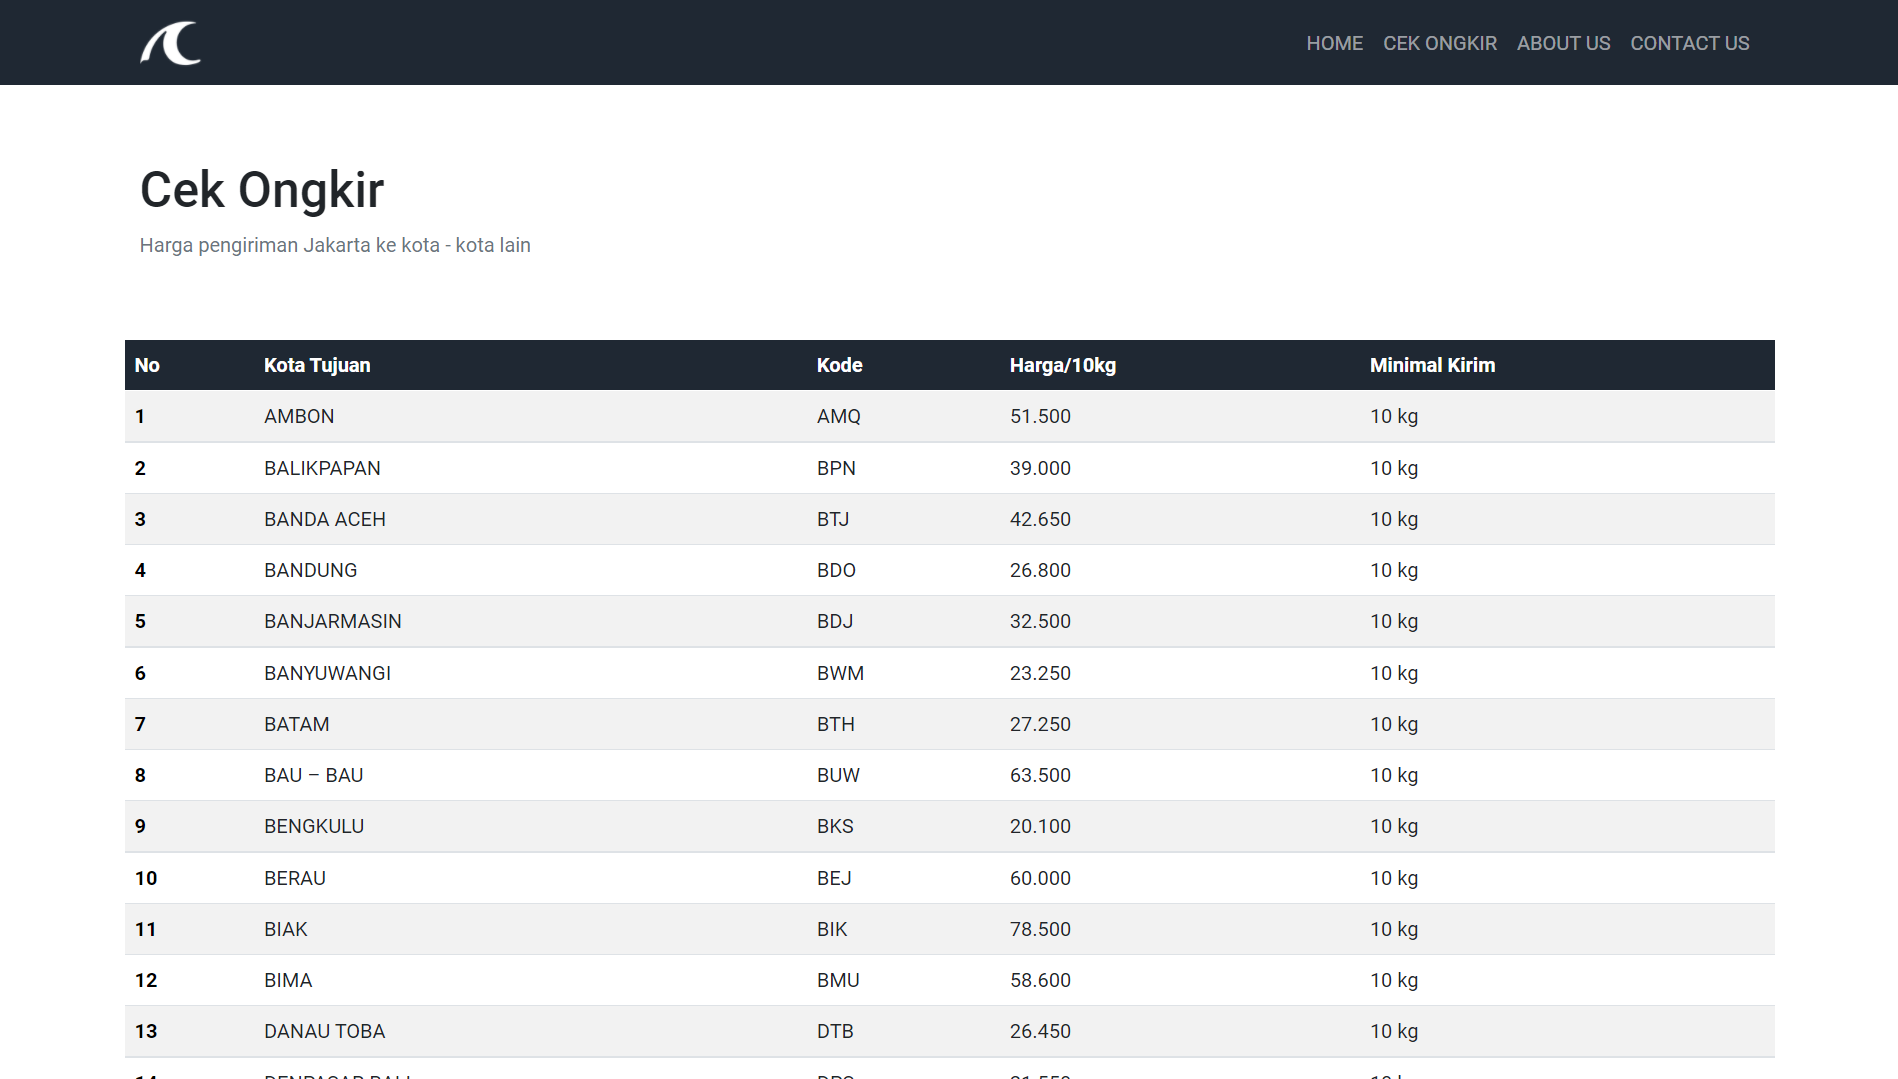 HOME CEK ONGKIR ABOUT US CONTACT US
Cek Ongkir
Harga pengiriman Jakarta ke kota - kota lain
No Kota Tujuan Kode Harga/10kg Minimal Kirim
1 AMBON AMQ 51.500 10 kg
2 BALIKPAPAN BPN 39.000 10 kg
3 BANDA ACEH BTJ 42.650 10 kg
4 BANDUNG BDO 26.800 10 kg
5 BANJARMASIN BDJ 32.500 10 kg
6 BANYUWANGI BWM 23.250 10 kg
7 BATAM BTH 27.250 10 kg
8 BAU – BAU BUW 63.500 10 kg
9 BENGKULU BKS 20.100 10 kg
10 BERAU BEJ 60.000 10 kg
11 BIAK BIK 78.500 10 kg
12 BIMA BMU 58.600 10 kg
13 DANAU TOBA DTB 26.450 10 kg